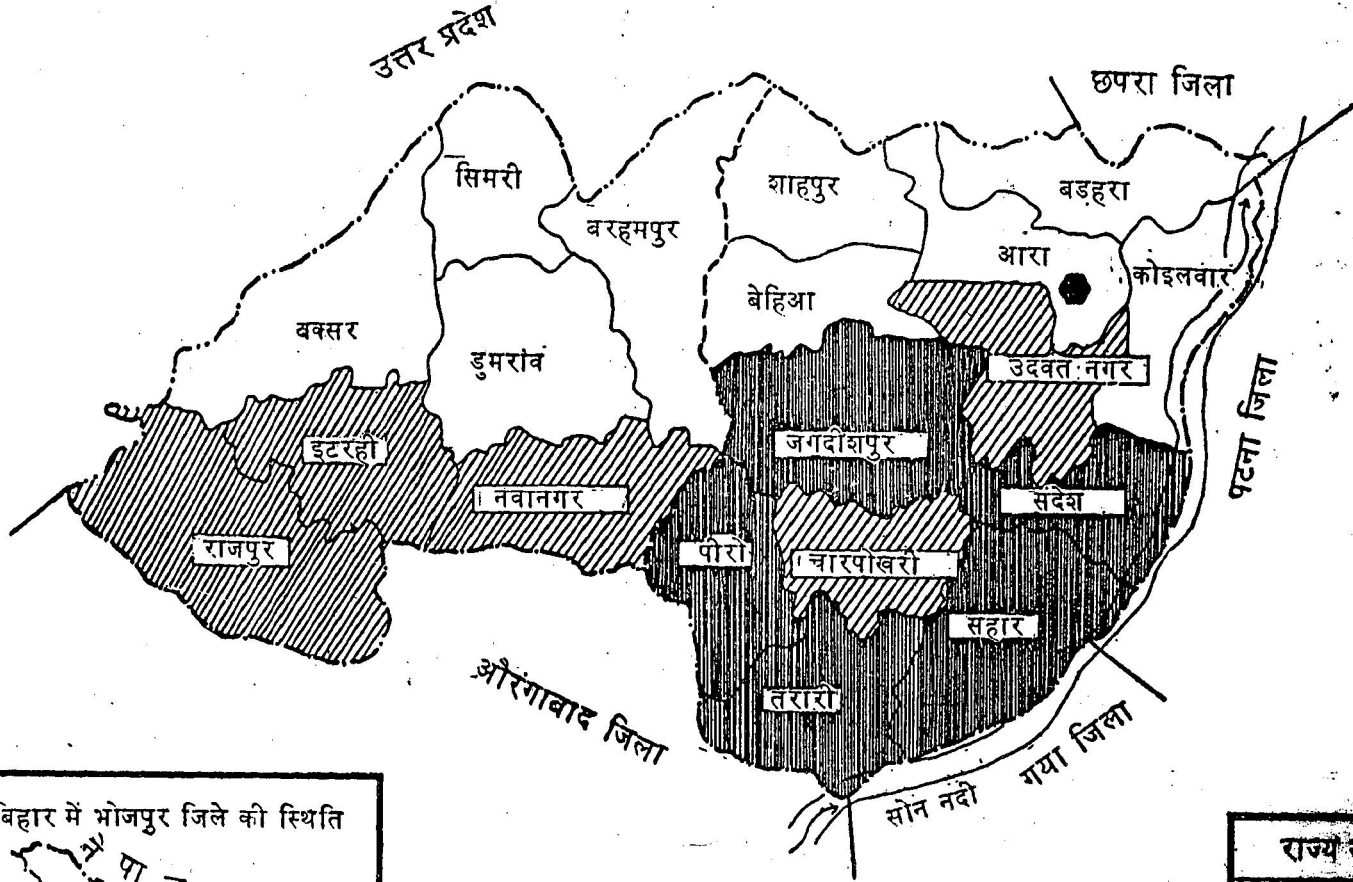 उत्तर प्रदेश
छपरा जिला
सिमरी
शाहपुर
बड़हरा
बरहमपुर
आरा
कोइलवार
बेहिआ
बक्सर
डुमरांव
उदवत नगर
पटना जिला
इटरही
जगदीशपुर
नवानगर
संदेश
राजपुर
पीरो
चारपोखरी
सहार
तरारी
औरंगाबाद जिला
गया जिला
सोन नदी
बिहार में भोजपुर जिले की स्थिति
राज्य